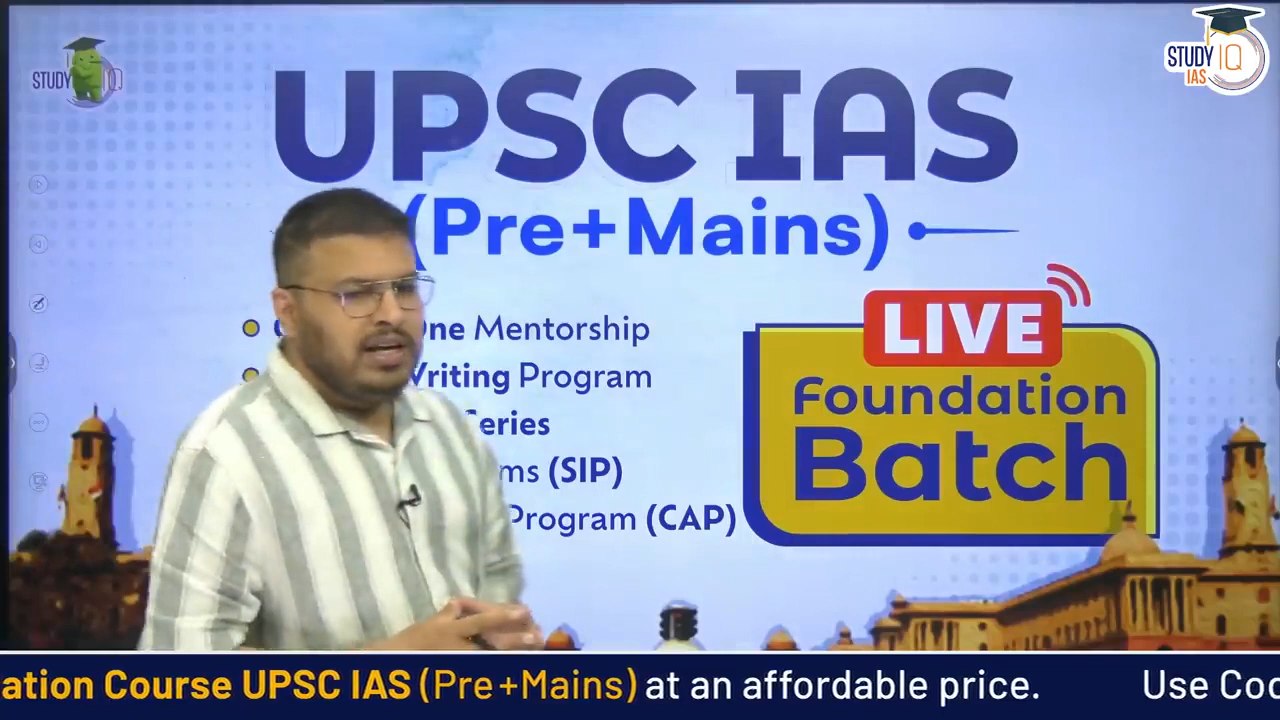 STUDY IQ
STUDY IQ
IAS
UPSC IAS
(Pre+Mains)
One Mentorship
Writing Program
Series
ms (SIP)
Program (CAP)
LIVE
Foundation
Batch
ation Course UPSC IAS (Pre+Mains) at an affordable price. Use Cod